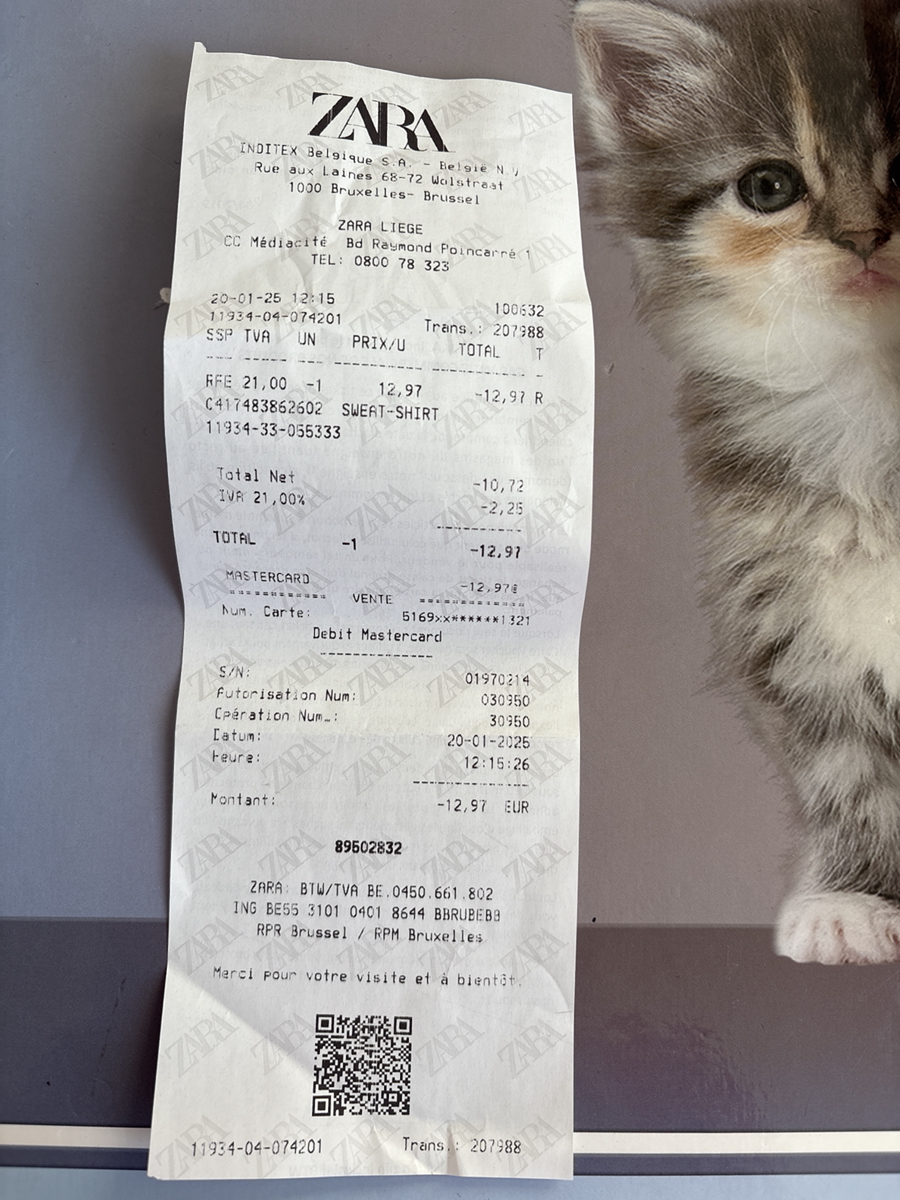 ZARA
INDITEX Belgique S.A. - België N.V
Rue aux Laines 68-72 Wolstraat
1000 Bruxelles- Brussel
ZARA LIEGE
CC Médiacité Bd Raymond Poincarré 1
TEL: 0800 78 323
20-01-25 12:15 100632
11934-04-074201 Trans.: 207988
SSP TVA UN PRIX/U TOTAL T
RFE 21,00 -1 12,97 -12,97 R
C417483862602 SWEAT-SHIRT
11934-33-055333
Total Net -10,72
IVA 21,00% -2,25
TOTAL -1 -12,97
MASTERCARD -12,97€
============ VENTE =============
Num. Carte: 5169xx******1321
Debit Mastercard
S/N: 01970214
Autorisation Num: 030950
Opération Num.: 30950
Datum: 20-01-2025
Heure: 12:15:26
Montant: -12,97 EUR
89502832
ZARA: BTW/TVA BE.0450.661.802
ING BE55 3101 0401 8644 BBRUBEBB
RPR Brussel / RPM Bruxelles
Merci pour votre visite et à bientôt.
11934-04-074201 Trans.: 207988